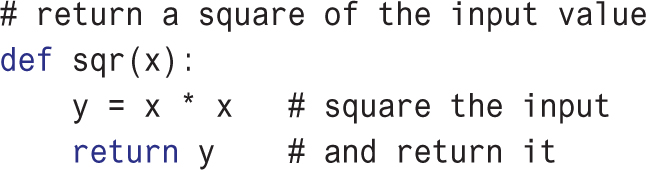 # return a square of the input value
def sqr(x):
    y = x * x   # square the input
    return y    # and return it